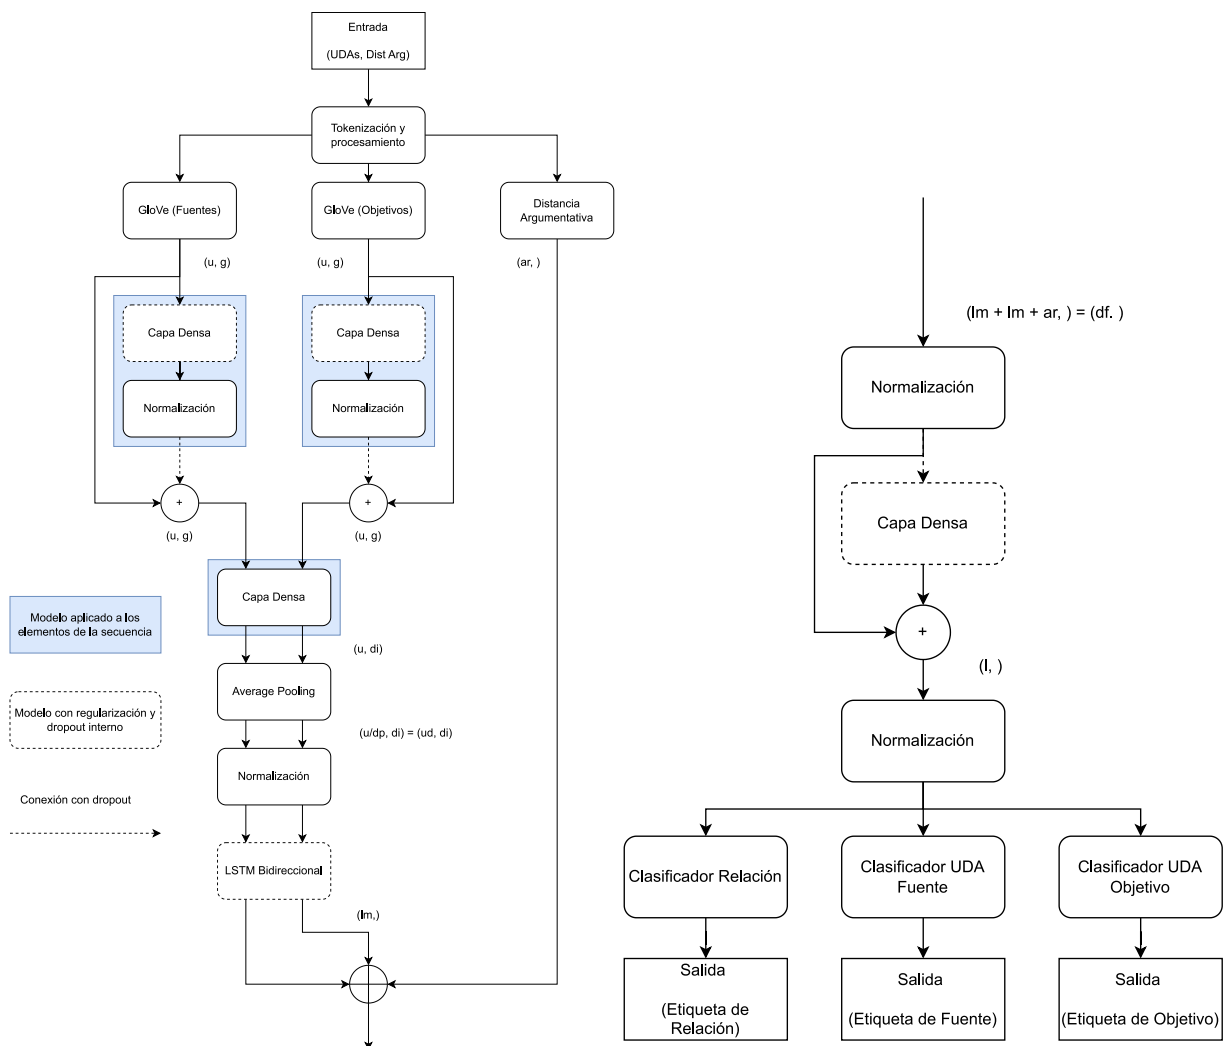 Entrada
(UDAs, Dist Arg)
Tokenización y
procesamiento
GloVe (Fuentes)
GloVe (Objetivos)
Distancia
Argumentativa
(u, g)
(u, g)
(ar, )
Capa Densa
Capa Densa
Normalización
Normalización
+
+
(u, g)
(u, g)
Capa Densa
Modelo aplicado a los
elementos de la secuencia
(u, di)
Average Pooling
Modelo con regularización y
dropout interno
(u/dp, di) = (ud, di)
Normalización
Conexión con dropout
LSTM Bidireccional
(lm,)
(lm + lm + ar, ) = (df. )
Normalización
Capa Densa
+
(l, )
Normalización
Clasificador Relación
Clasificador UDA
Fuente
Clasificador UDA
Objetivo
Salida
(Etiqueta de
Relación)
Salida
(Etiqueta de Fuente)
Salida
(Etiqueta de Objetivo)